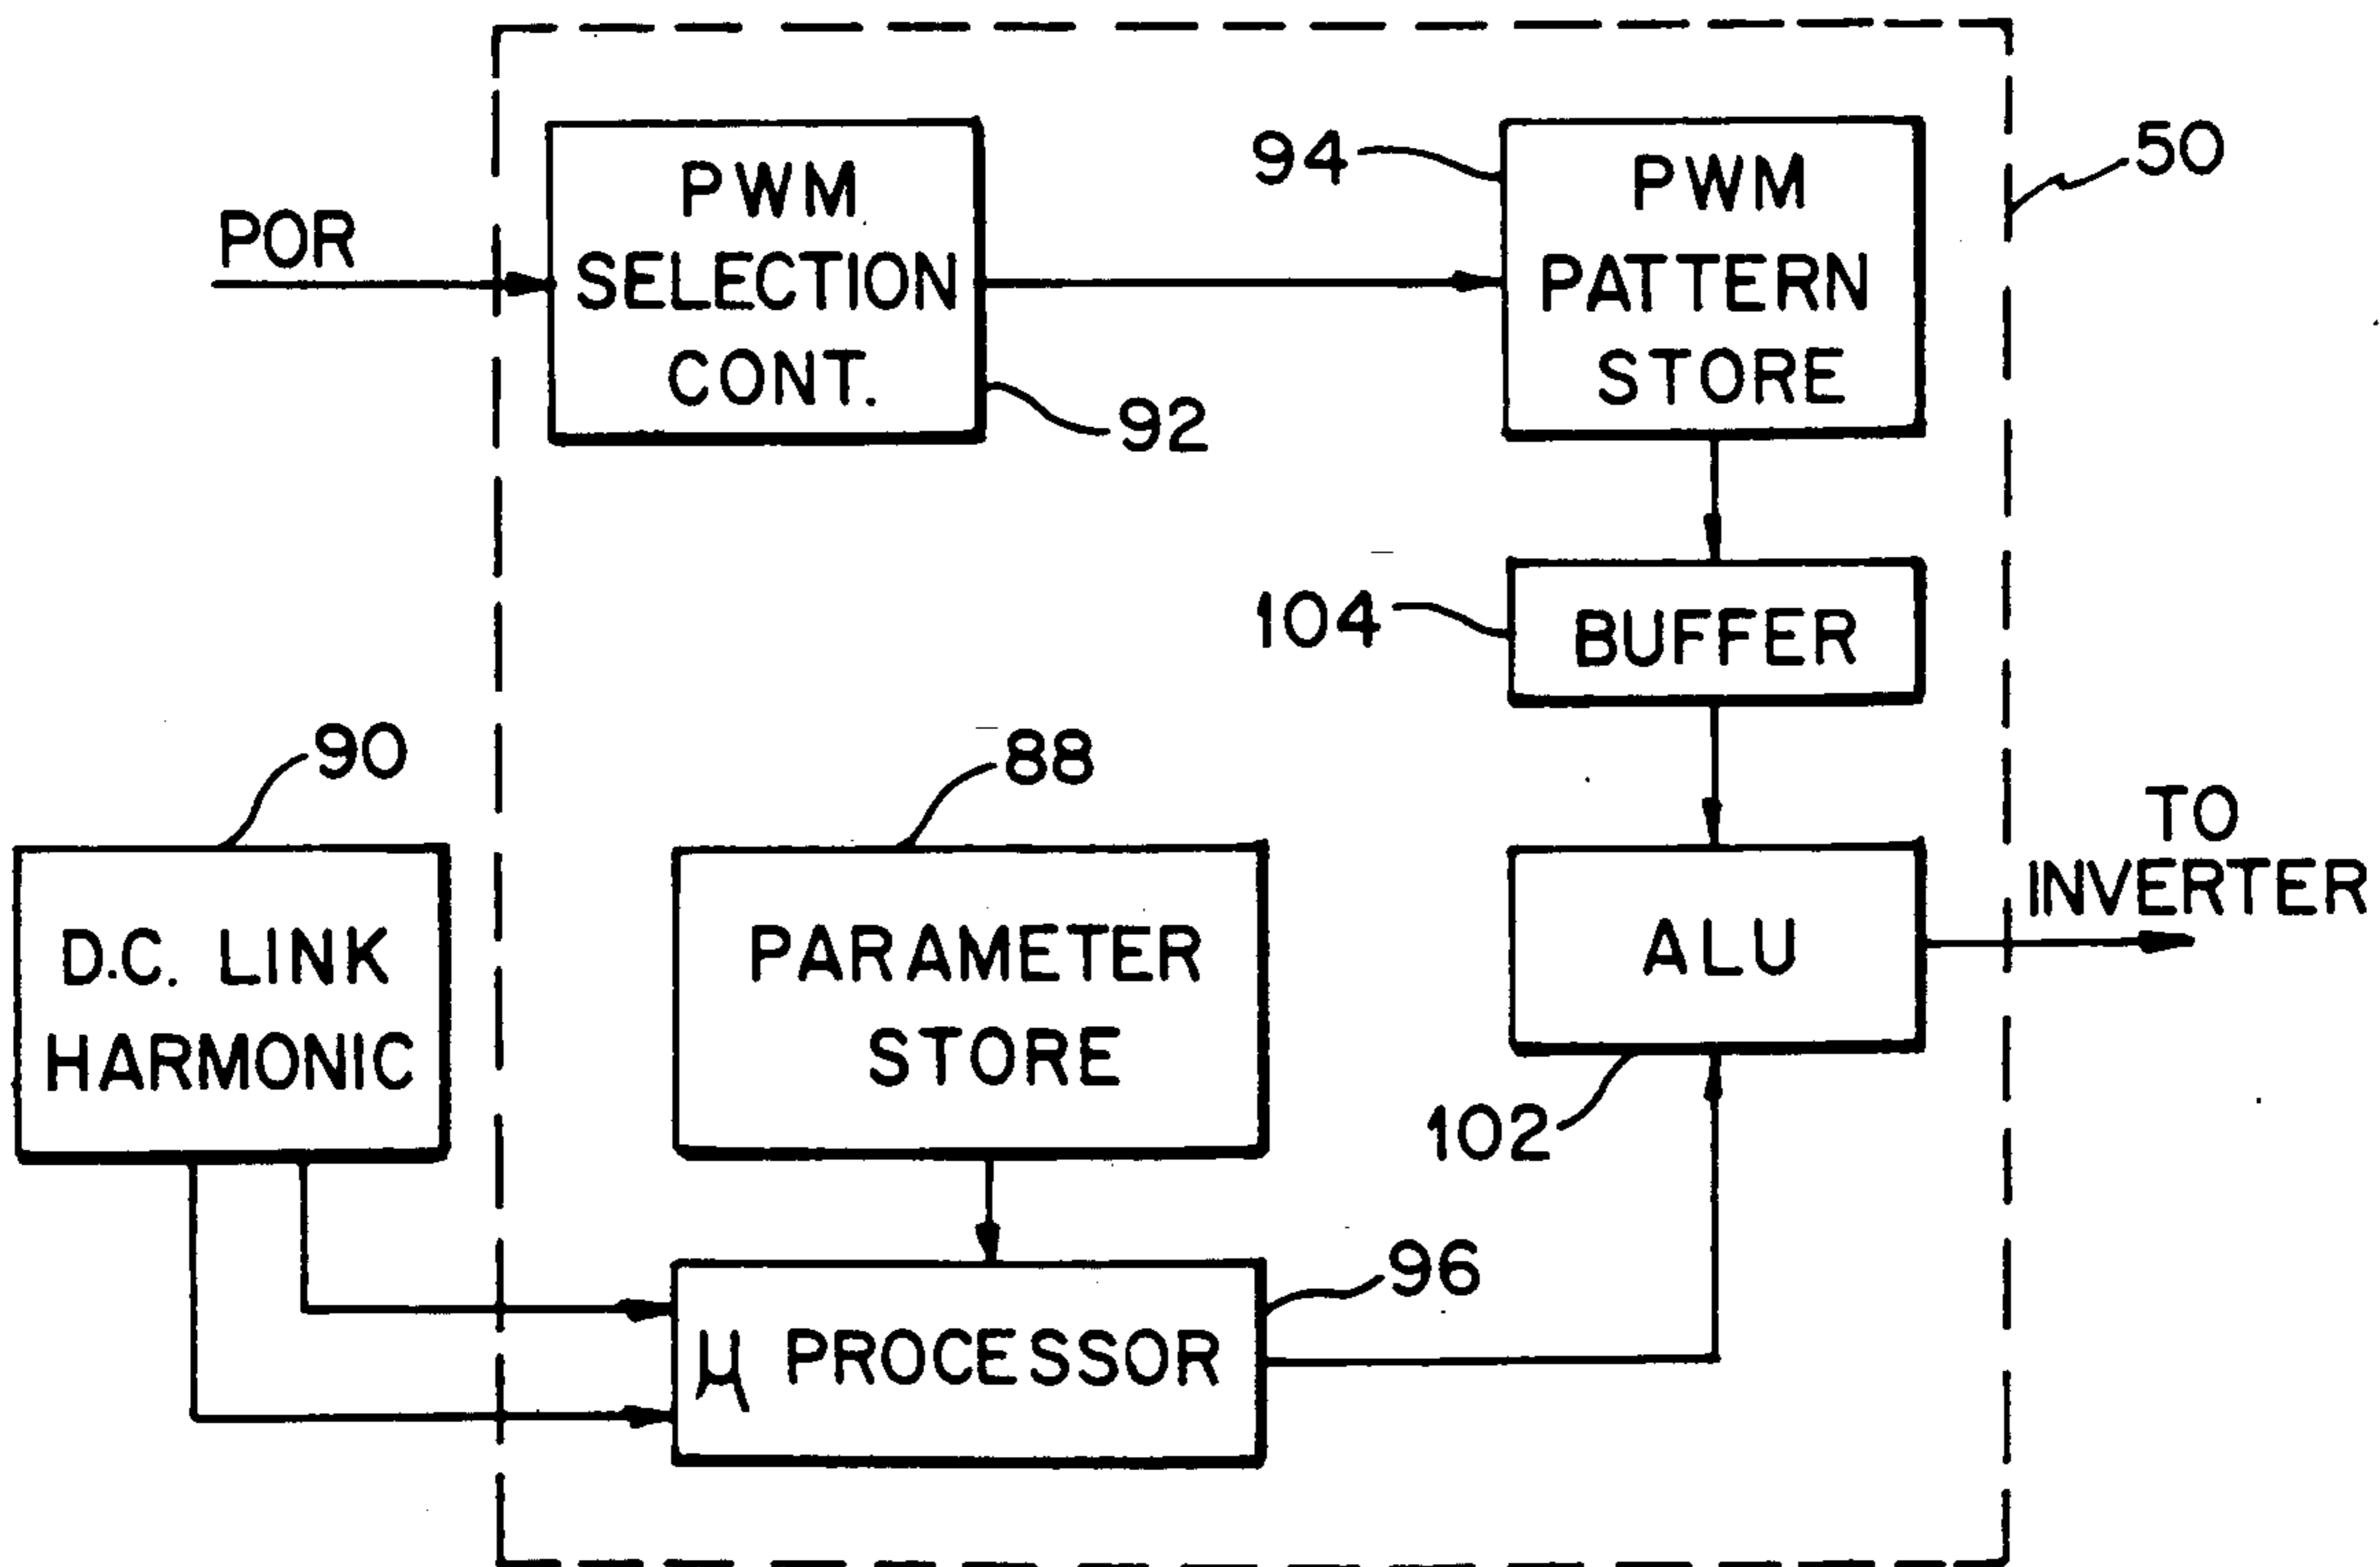 POR
PWM
SELECTION
CONT.
92
94
PWM
PATTERN
STORE
50
104
BUFFER
90
D.C. LINK
HARMONIC
88
PARAMETER
STORE
ALU
102
TO
INVERTER
96
µ PROCESSOR